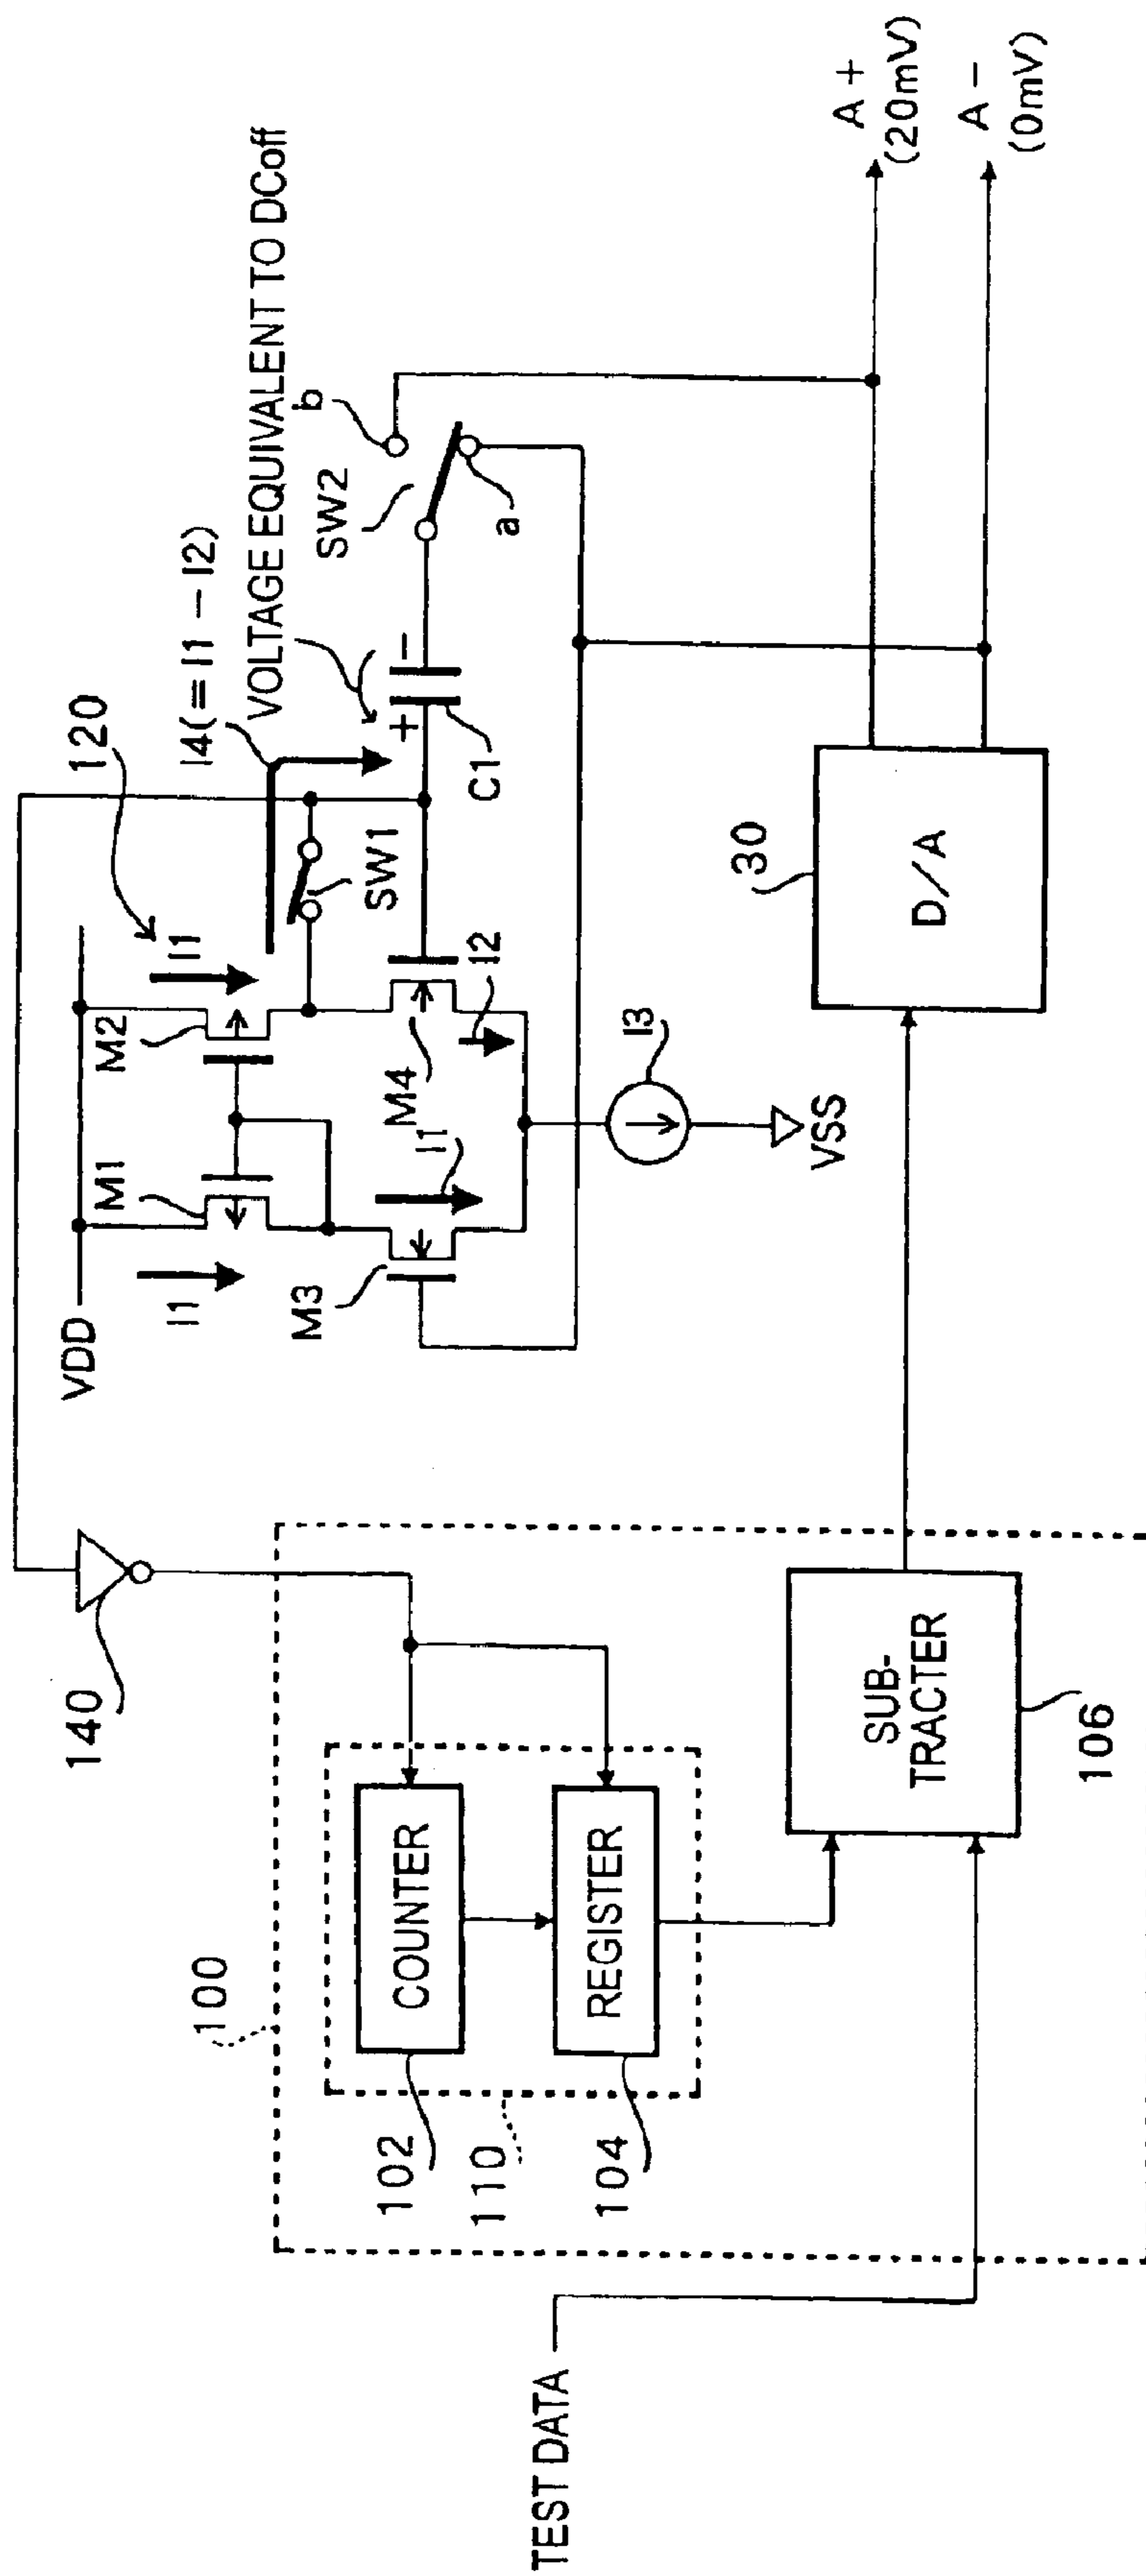 120
I4(= I1 − I2)
VOLTAGE EQUIVALENT TO DCoff
VDD
I1
M1
M2
I1
SW1
+
−
C1
SW2
b
a
M3
I1
M4
I2
I3
VSS
140
100
COUNTER
102
110
REGISTER
104
SUB-
TRACTER
106
TEST DATA
30
D/A
A +
(20mV)
A −
(0mV)